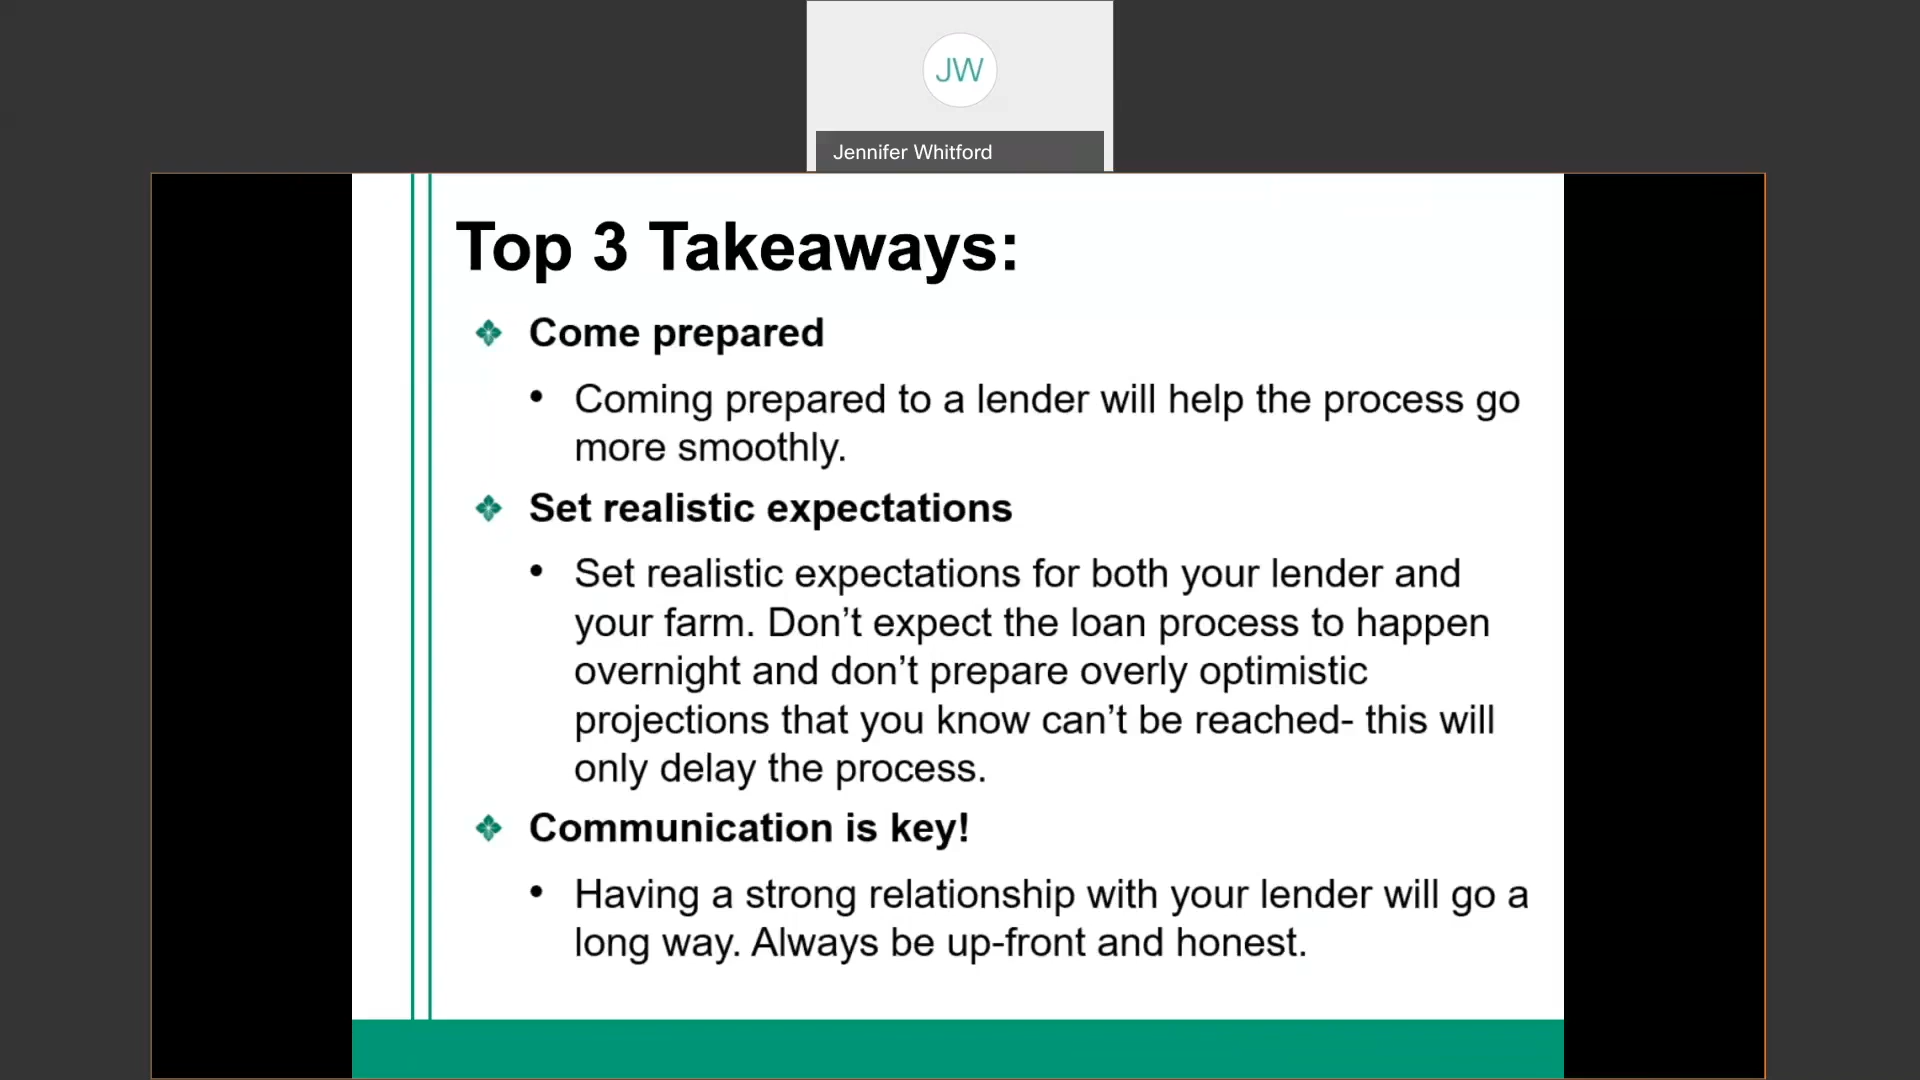 JW
Jennifer Whitford
Top 3 Takeaways:
Come prepared
• Coming prepared to a lender will help the process go
more smoothly.
Set realistic expectations
• Set realistic expectations for both your lender and
your farm. Don’t expect the loan process to happen
overnight and don’t prepare overly optimistic
projections that you know can’t be reached- this will
only delay the process.
Communication is key!
• Having a strong relationship with your lender will go a
long way. Always be up-front and honest.